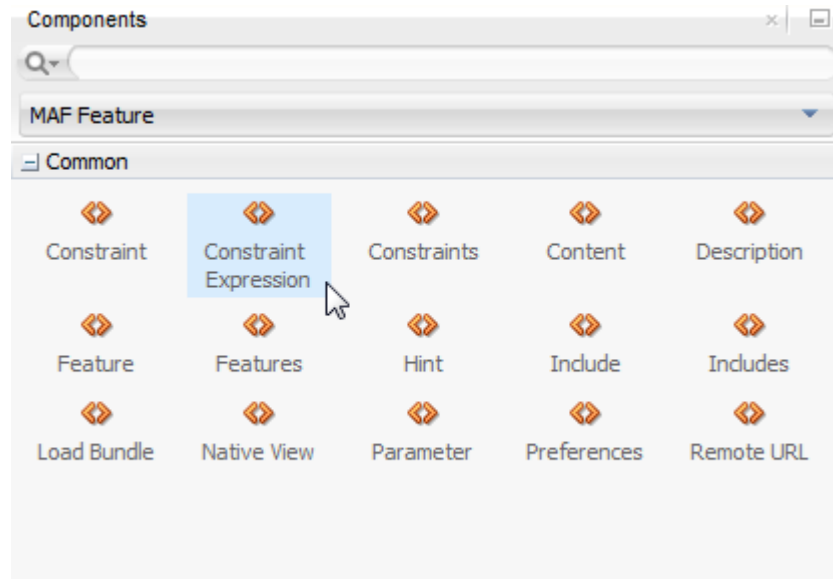 Components
MAF Feature
Common
Constraint
Constraint
Expression
Constraints
Content
Description
Feature
Features
Hint
Include
Includes
Load Bundle
Native View
Parameter
Preferences
Remote URL